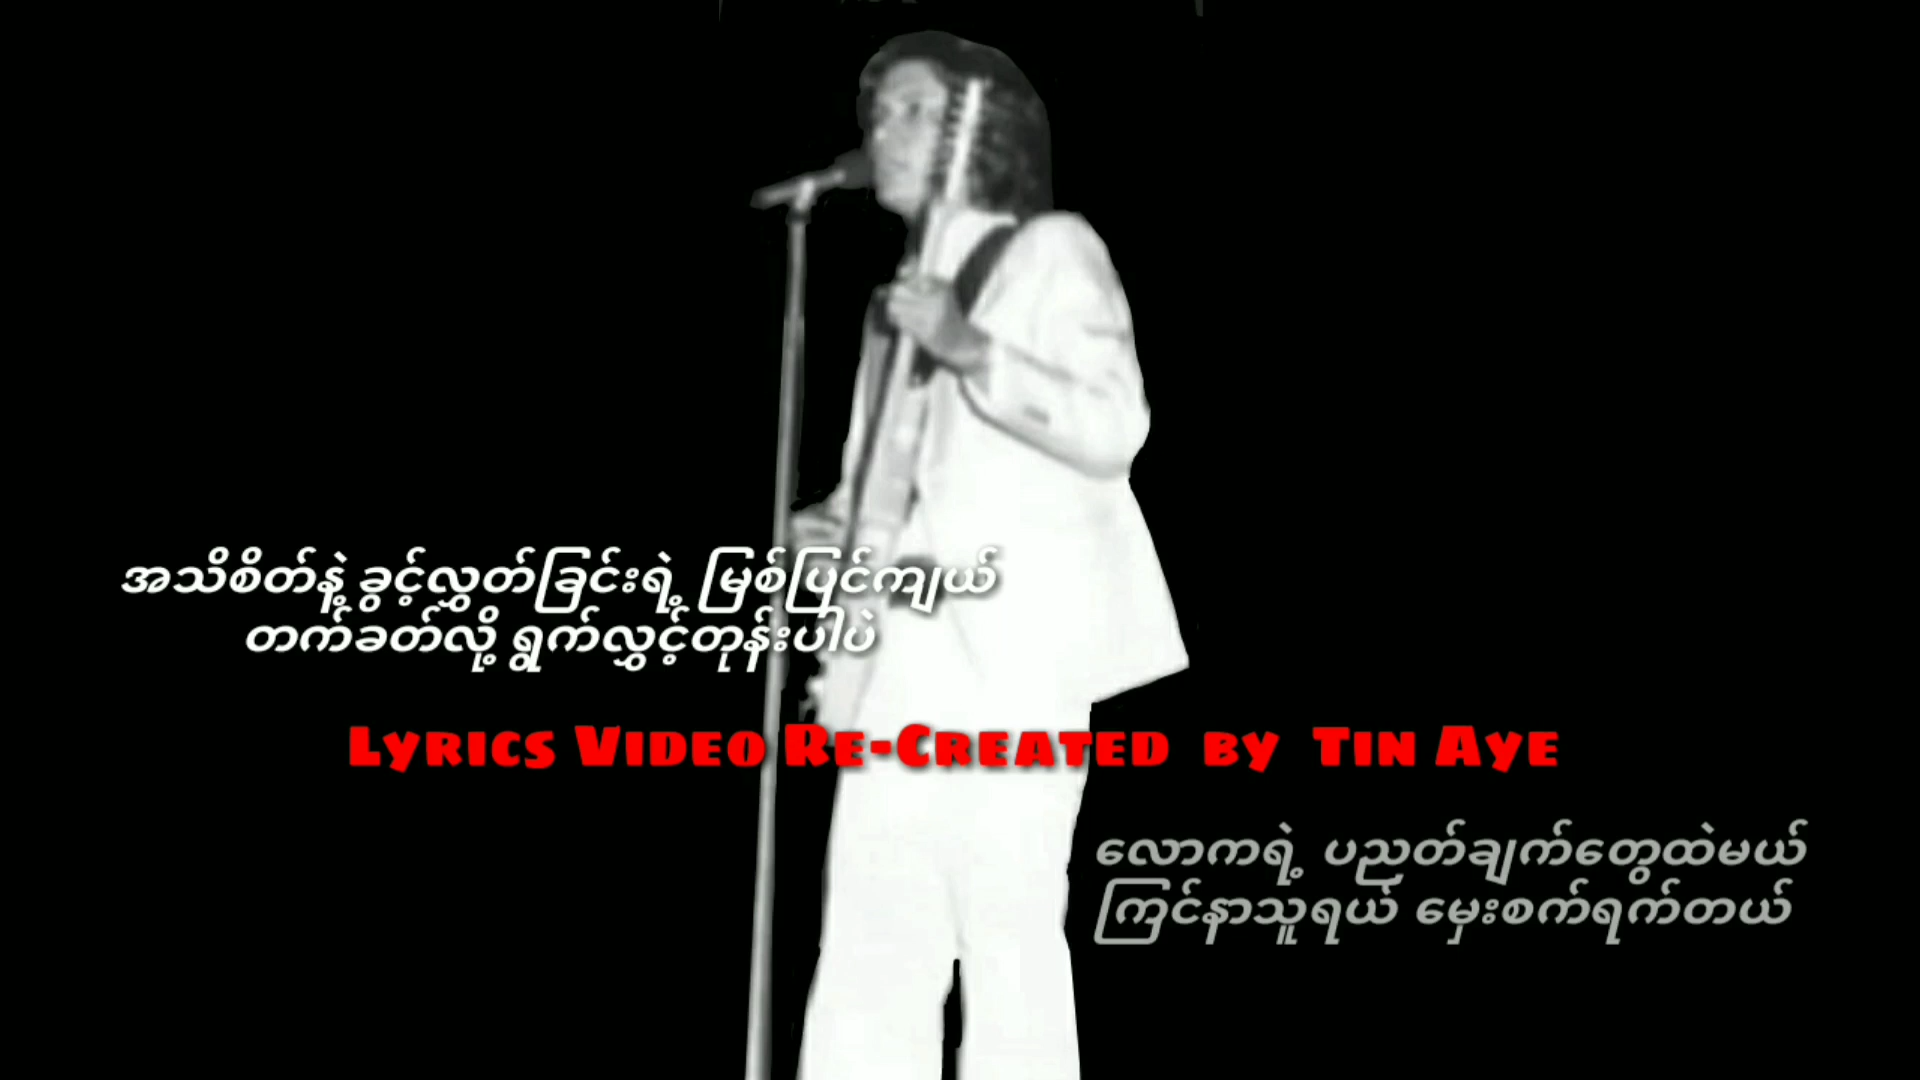 အသိစိတ်နဲ့ ခွင့်လွှတ်ခြင်းရဲ့ မြစ်ပြင်ကျယ်
တက်ခတ်လို့ ရွက်လွှင့်တုန်းပါပဲ
Lyrics Video Re-Created by Tin Aye
လောကရဲ့ ပညတ်ချက်တွေထဲမယ်
ကြင်နာသူရယ် မှေးစက်ရက်တယ်